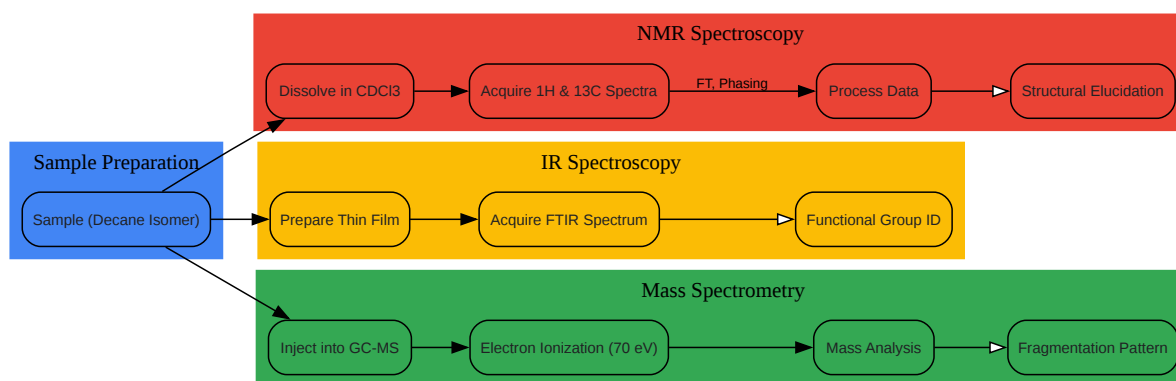 NMR Spectroscopy
Dissolve in CDCl3
Acquire 1H & 13C Spectra
FT, Phasing
Process Data
Structural Elucidation
Sample Preparation
Sample (Decane Isomer)
IR Spectroscopy
Prepare Thin Film
Acquire FTIR Spectrum
Functional Group ID
Mass Spectrometry
Inject into GC-MS
Electron Ionization (70 eV)
Mass Analysis
Fragmentation Pattern